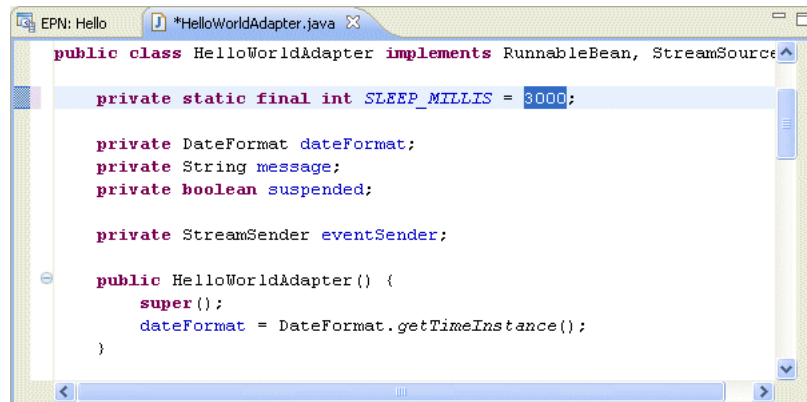 EPN: Hello
*HelloWorldAdapter.java
public class HelloWorldAdapter implements RunnableBean, StreamSource
private static final int SLEEP_MILLIS = 3000;
private DateFormat dateFormat;
private String message;
private boolean suspended;
private StreamSender eventSender;
public HelloWorldAdapter() {
super();
dateFormat = DateFormat.getTimeInstance();
}